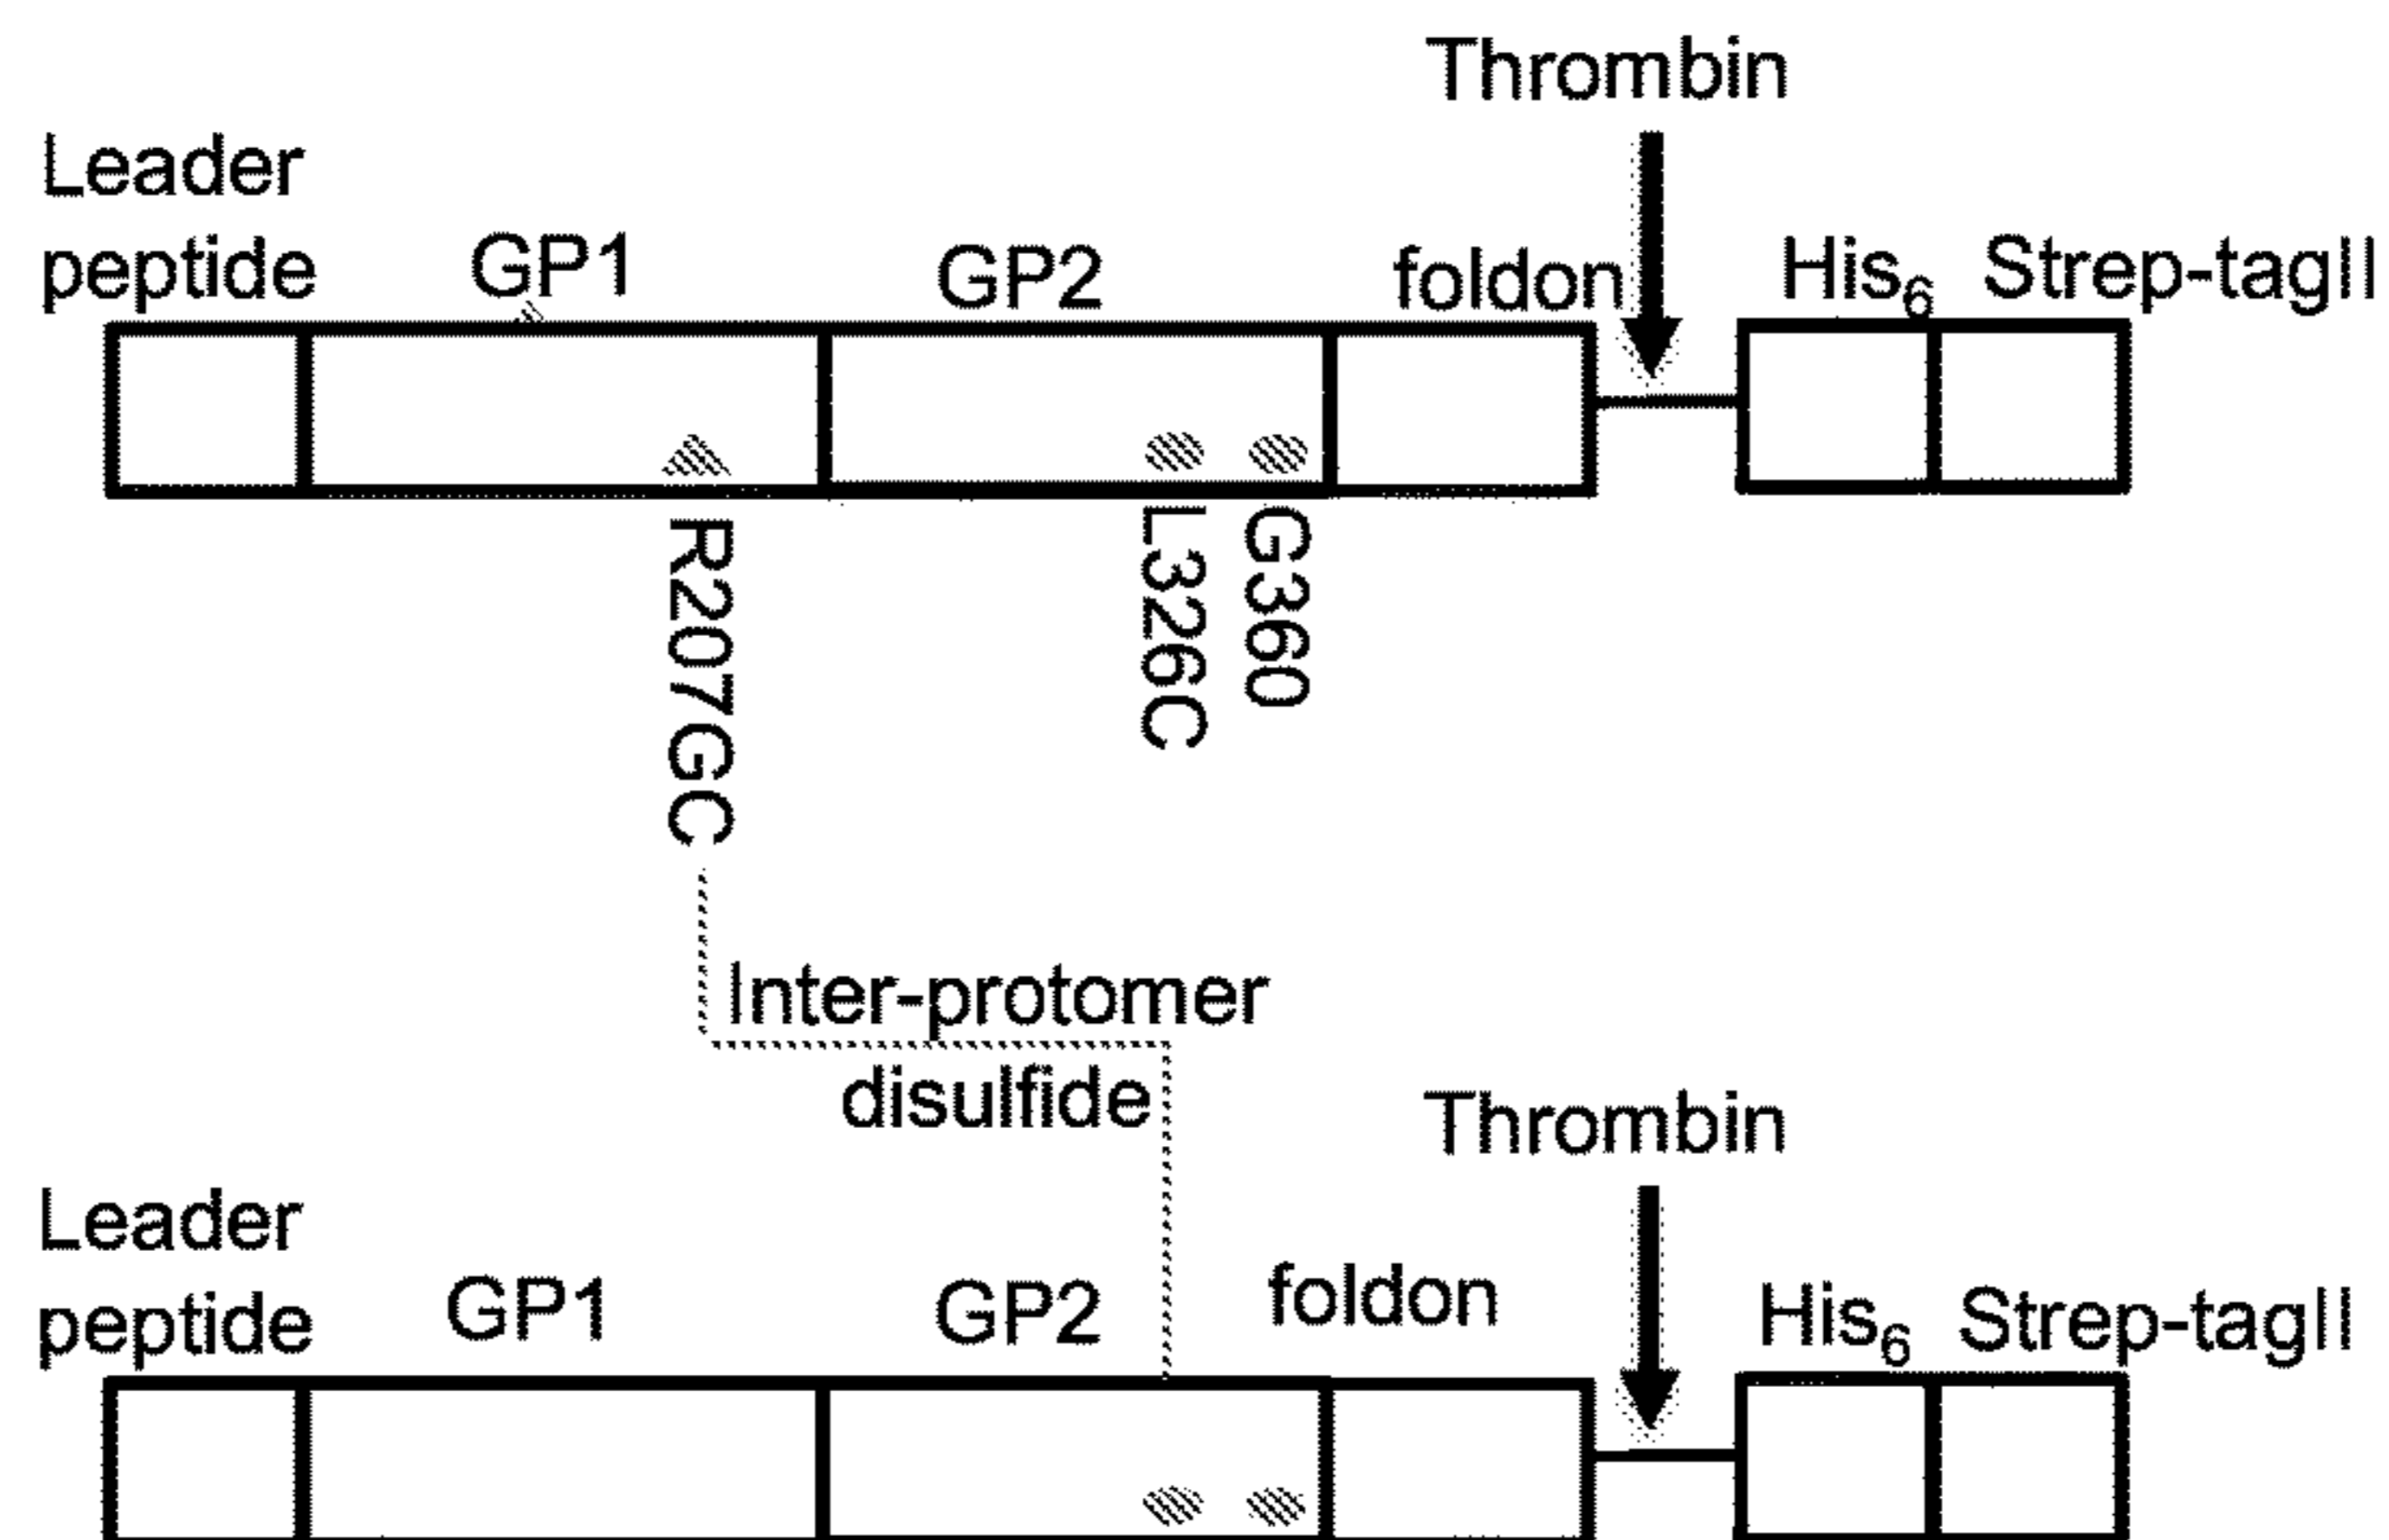 Thrombin
Leader
peptide
GP1
GP2
foldon
His₆
Strep-tagII
R207GC
L326C
G360
Inter-protomer
disulfide
Thrombin
Leader
peptide
GP1
GP2
foldon
His₆
Strep-tagII